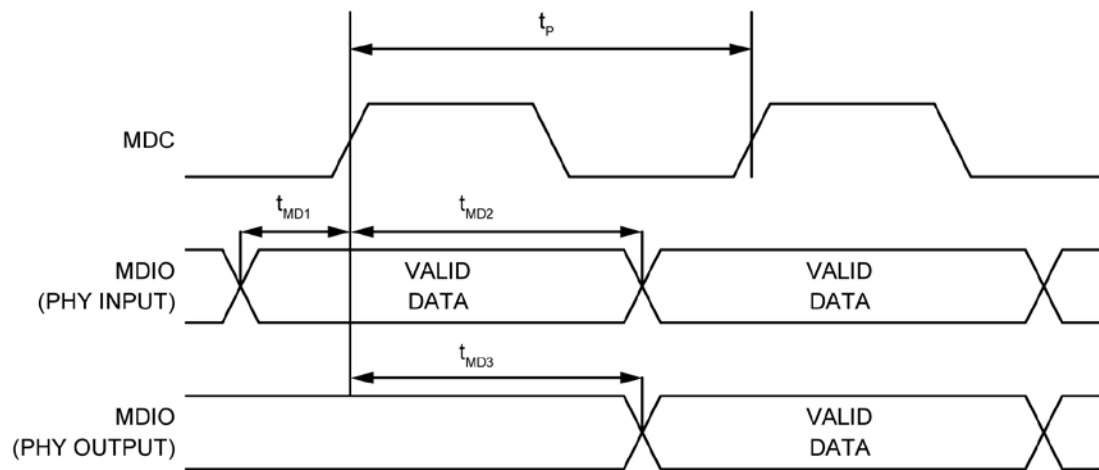 tP
MDC
tMD1
tMD2
MDIO
(PHY INPUT)
VALID
DATA
VALID
DATA
tMD3
MDIO
(PHY OUTPUT)
VALID
DATA